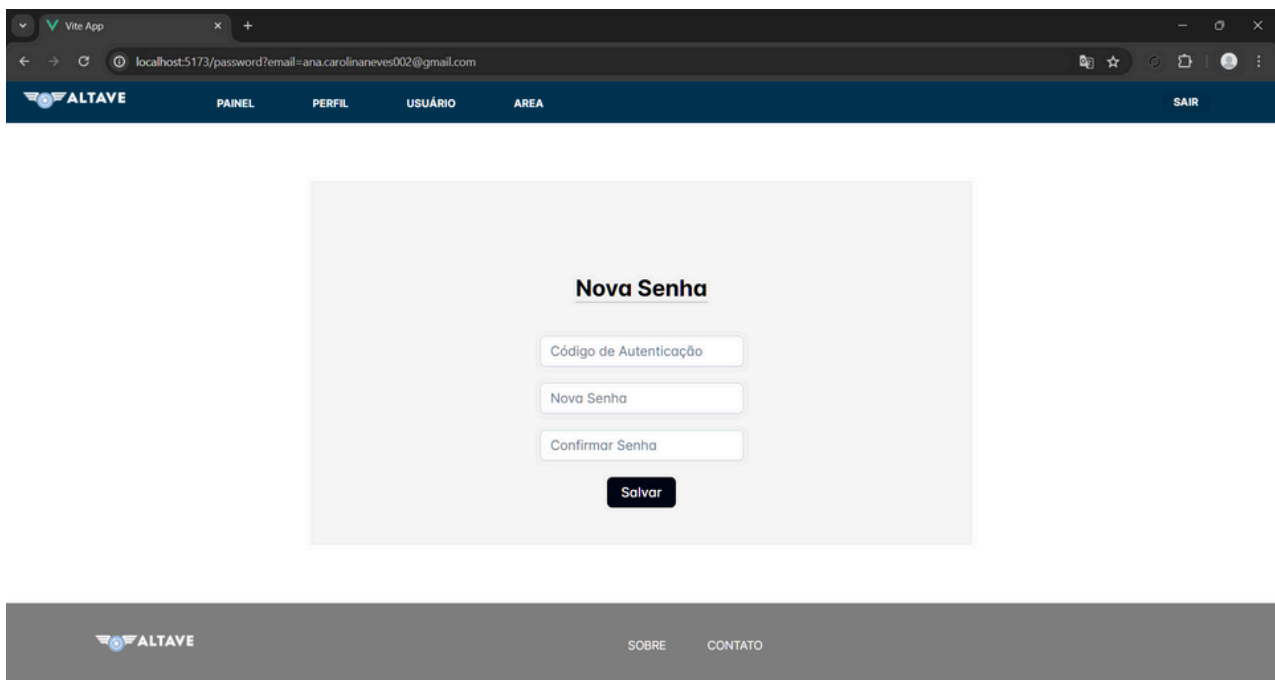 Vite App
localhost:5173/password?email=ana.carolinaneves002@gmail.com
ALTAVE PAINEL PERFIL USUÁRIO AREA SAIR
Nova Senha
Código de Autenticação
Nova Senha
Confirmar Senha
Salvar
ALTAVE SOBRE CONTATO